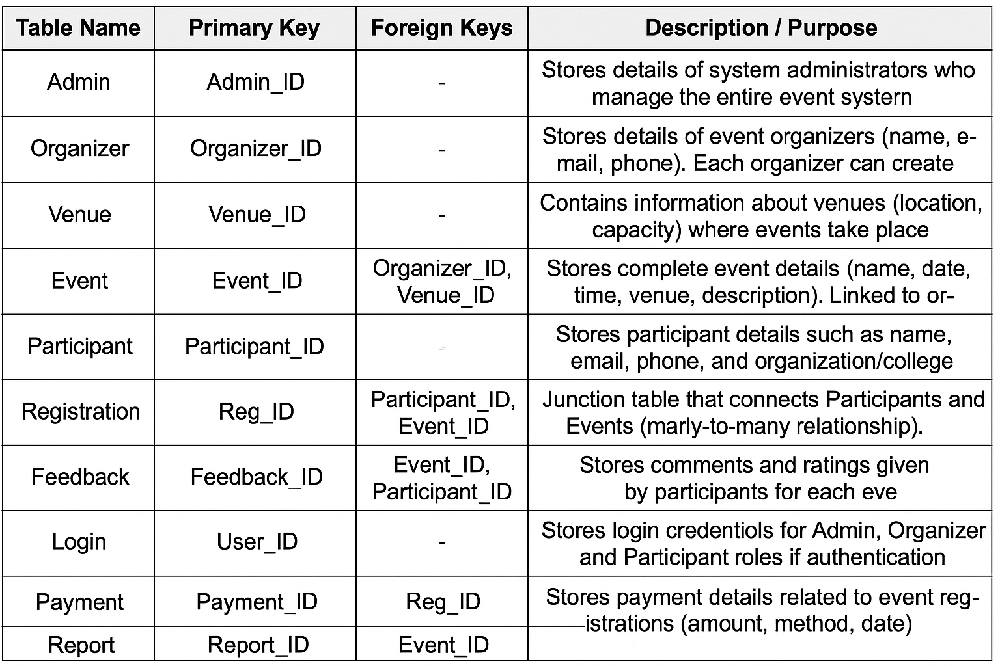 Table Name Primary Key Foreign Keys Description / Purpose
Admin Admin_ID - Stores details of system administrators who
manage the entire event systern
Organizer Organizer_ID - Stores details of event organizers (name, e-
mail, phone). Each organizer can create
Venue Venue_ID - Contains information about venues (location,
capacity) where events take place
Event Event_ID Organizer_ID, Stores complete event details (name, date,
Venue_ID time, venue, description). Linked to or-
Participant Participant_ID - Stores participant details such as name,
email, phone, and organization/college
Registration Reg_ID Participant_ID, Junction table that connects Participants and
Event_ID Events (marly-to-many relationship).
Feedback Feedback_ID Event_ID, Stores comments and ratings given
Participant_ID by participants for each eve
Login User_ID - Stores login credentiols for Admin, Organizer
and Participant roles if authentication
Payment Payment_ID Reg_ID Stores payment details related to event reg-
istrations (amount, method, date)
Report Report_ID Event_ID